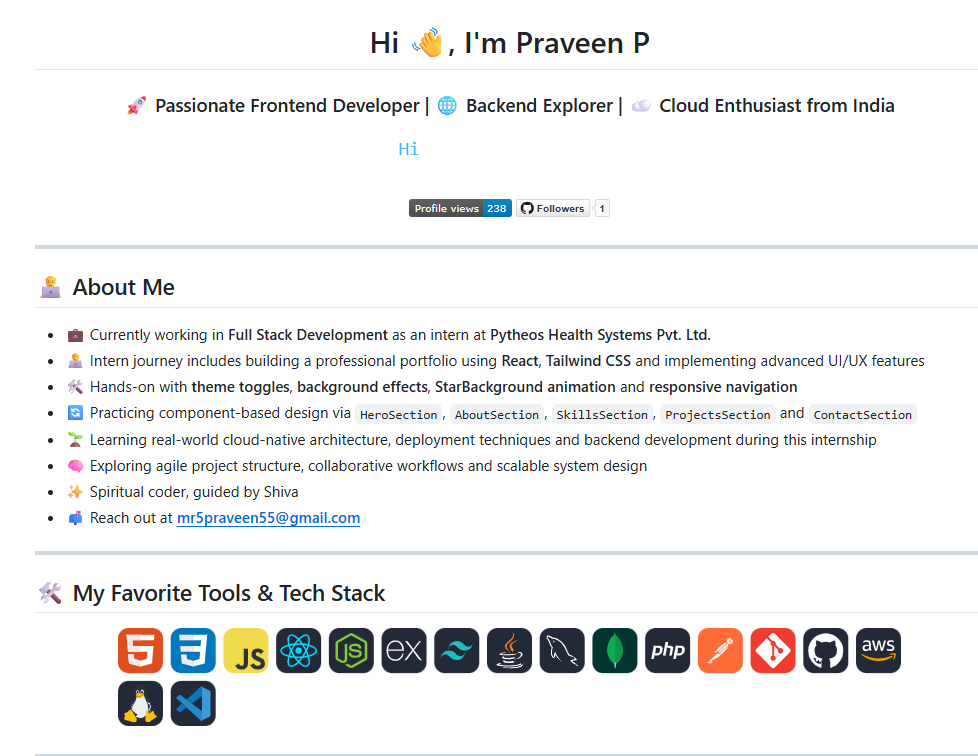 Hi 👋, I'm Praveen P
🚀 Passionate Frontend Developer | 🌐 Backend Explorer | ☁️ Cloud Enthusiast from India
Hi
Profile views 238 Followers 1
🧑‍💻 About Me
• 💼 Currently working in Full Stack Development as an intern at Pytheos Health Systems Pvt. Ltd.
• 🧑‍💻 Intern journey includes building a professional portfolio using React, Tailwind CSS and implementing advanced UI/UX features
• 🛠️ Hands-on with theme toggles, background effects, StarBackground animation and responsive navigation
• 🔄 Practicing component-based design via HeroSection, AboutSection, SkillsSection, ProjectsSection and ContactSection
• 🌱 Learning real-world cloud-native architecture, deployment techniques and backend development during this internship
• 🧠 Exploring agile project structure, collaborative workflows and scalable system design
• ✨ Spiritual coder, guided by Shiva
• 📫 Reach out at mr5praveen55@gmail.com
🛠️ My Favorite Tools & Tech Stack
5 3 JS JS EX php aws